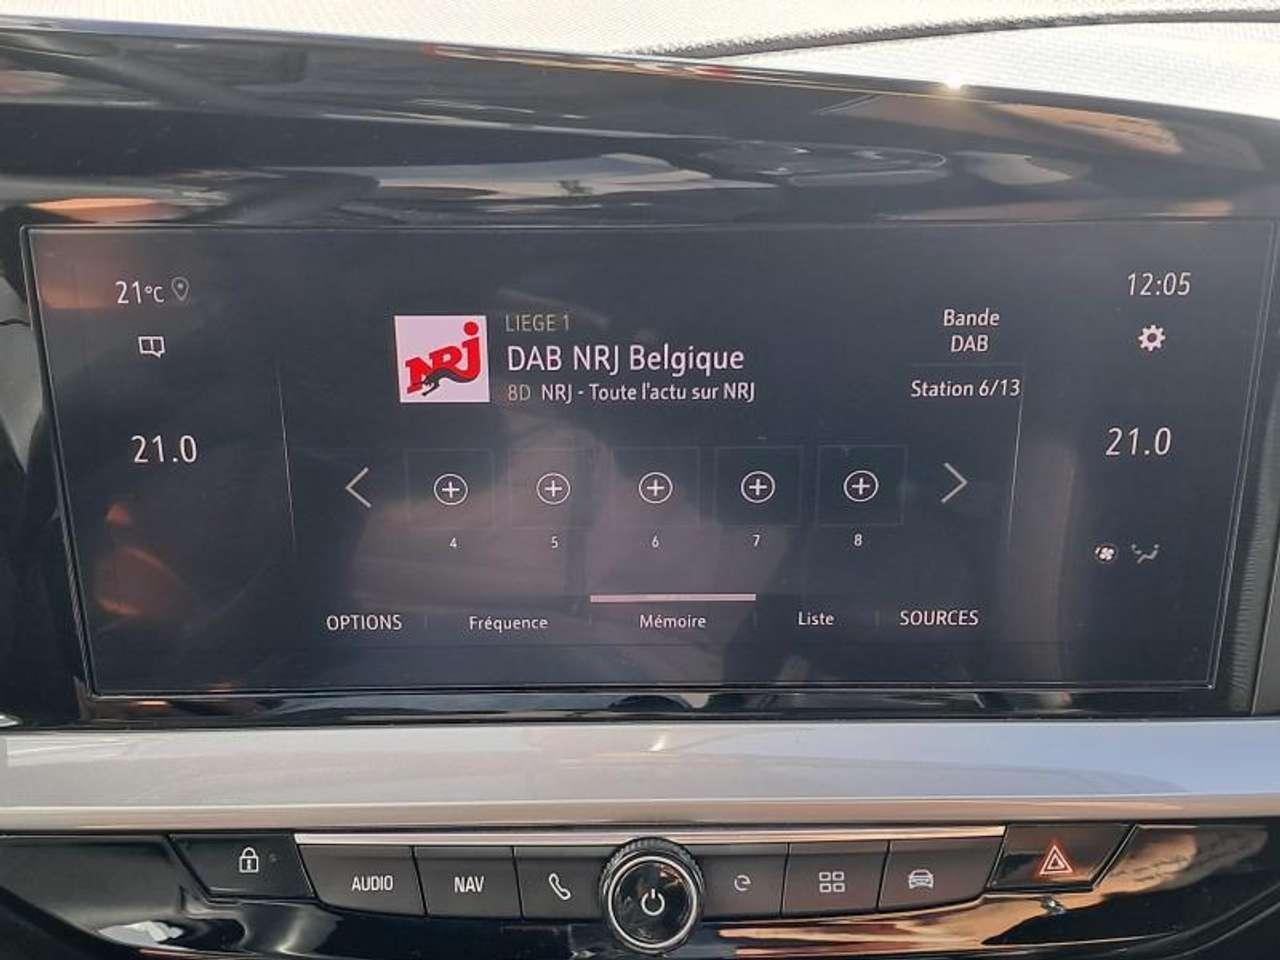 21°C
12:05
LIEGE 1
Bande
DAB
NRJ
DAB NRJ Belgique
8D NRJ - Toute l'actu sur NRJ
Station 6/13
21.0
21.0
4 5 6 7 8
OPTIONS Fréquence Mémoire Liste SOURCES
AUDIO NAV